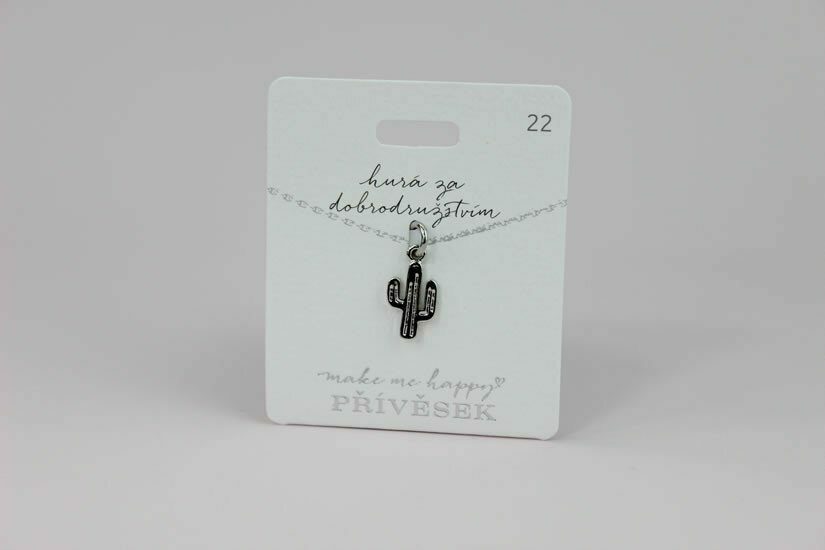 22
hurá za
dobrodružstvím
make me happy
PŘÍVĚSEK